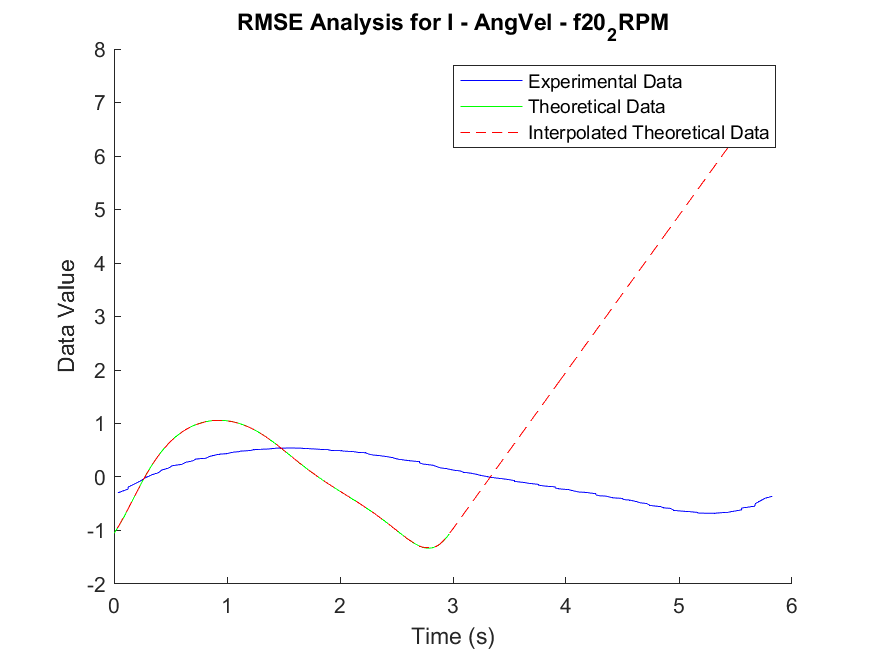 RMSE Analysis for I - AngVel - f20₂RPM
8
7
6
5
4
3
2
1
0
-1
-2
Data Value
Experimental Data
Theoretical Data
Interpolated Theoretical Data
0 1 2 3 4 5 6
Time (s)